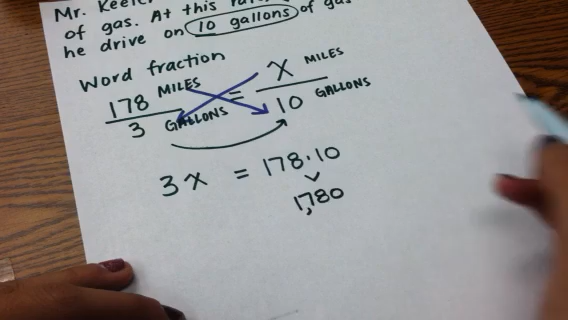 Mr.
of gas. At this
he drive on 10 gallons of gas
Word fraction
178 MILES = X MILES
3 GALLONS 10 GALLONS
3x = 178·10
1,780